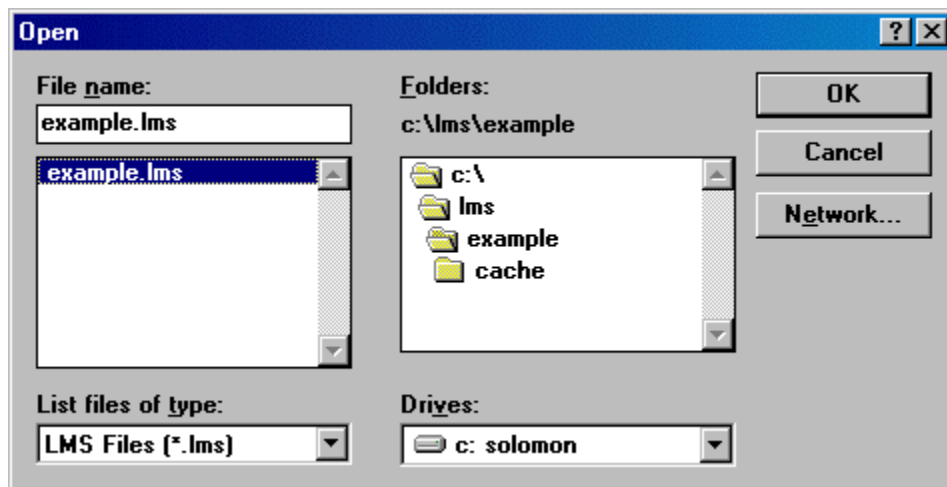 Open
File name:
example.lms
example.lms
List files of type:
LMS Files (*.lms)
Folders:
c:\lms\example
c:\
lms
example
cache
Drives:
c: solomon
OK
Cancel
Network...